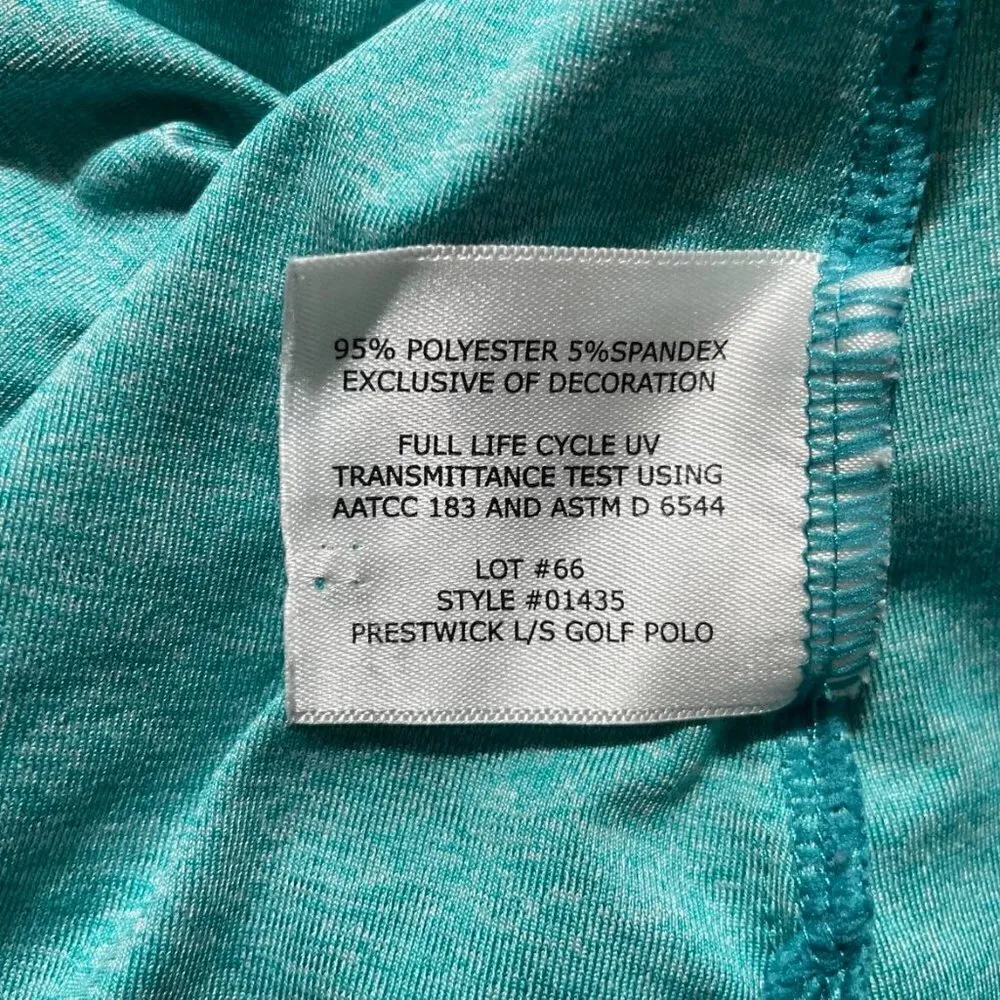 95% POLYESTER 5%SPANDEX
EXCLUSIVE OF DECORATION
FULL LIFE CYCLE UV
TRANSMITTANCE TEST USING
AATCC 183 AND ASTM D 6544
LOT #66
STYLE #01435
PRESTWICK L/S GOLF POLO